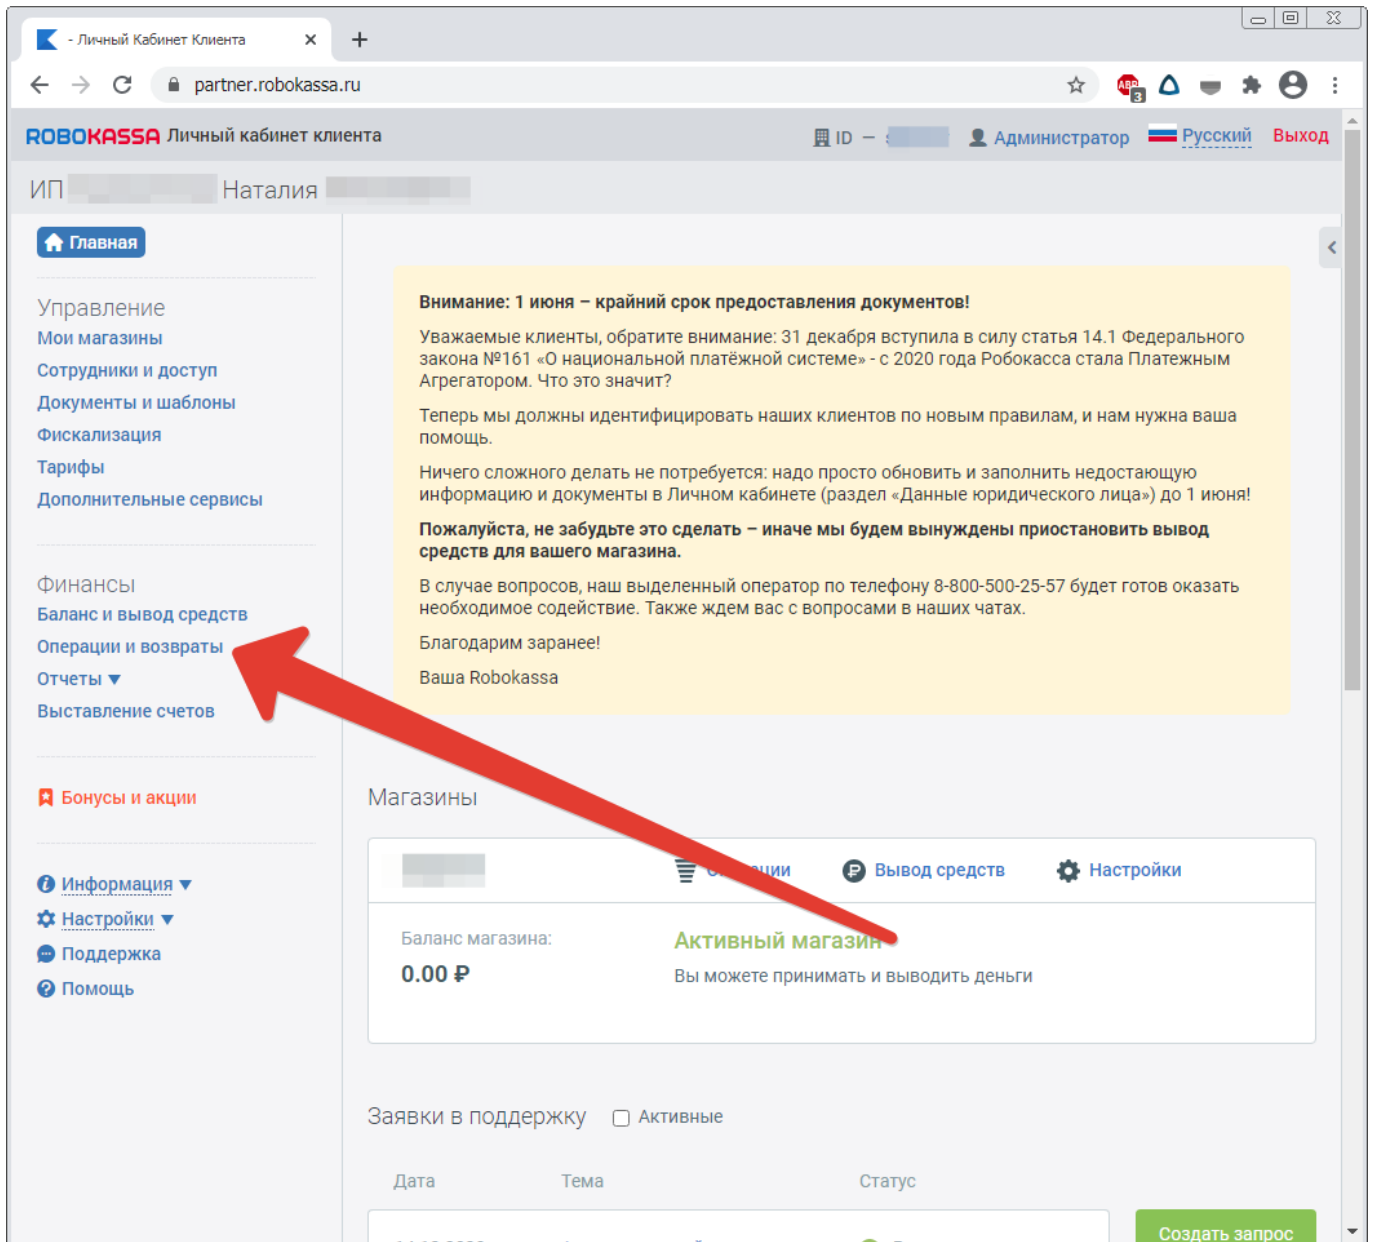 - Личный Кабинет Клиента
partner.robokassa.ru
ABP
3
ROBOKASSA Личный кабинет клиента
ID –
Администратор
Русский
Выход
ИП Наталия
Главная
Управление
Мои магазины
Сотрудники и доступ
Документы и шаблоны
Фискализация
Тарифы
Дополнительные сервисы
Финансы
Баланс и вывод средств
Операции и возвраты
Отчеты
Выставление счетов
Бонусы и акции
Информация
Настройки
Поддержка
Помощь
Внимание: 1 июня – крайний срок предоставления документов!
Уважаемые клиенты, обратите внимание: 31 декабря вступила в силу статья 14.1 Федерального
закона №161 «О национальной платёжной системе» - с 2020 года Робокасса стала Платежным
Агрегатором. Что это значит?
Теперь мы должны идентифицировать наших клиентов по новым правилам, и нам нужна ваша
помощь.
Ничего сложного делать не потребуется: надо просто обновить и заполнить недостающую
информацию и документы в Личном кабинете (раздел «Данные юридического лица») до 1 июня!
Пожалуйста, не забудьте это сделать – иначе мы будем вынуждены приостановить вывод
средств для вашего магазина.
В случае вопросов, наш выделенный оператор по телефону 8-800-500-25-57 будет готов оказать
необходимое содействие. Также ждем вас с вопросами в наших чатах.
Благодарим заранее!
Ваша Robokassa
Магазины
Вывод средств
Настройки
Баланс магазина:
0.00 ₽
Активный магазин
Вы можете принимать и выводить деньги
Заявки в поддержку
Активные
Дата
Тема
Статус
Создать запрос